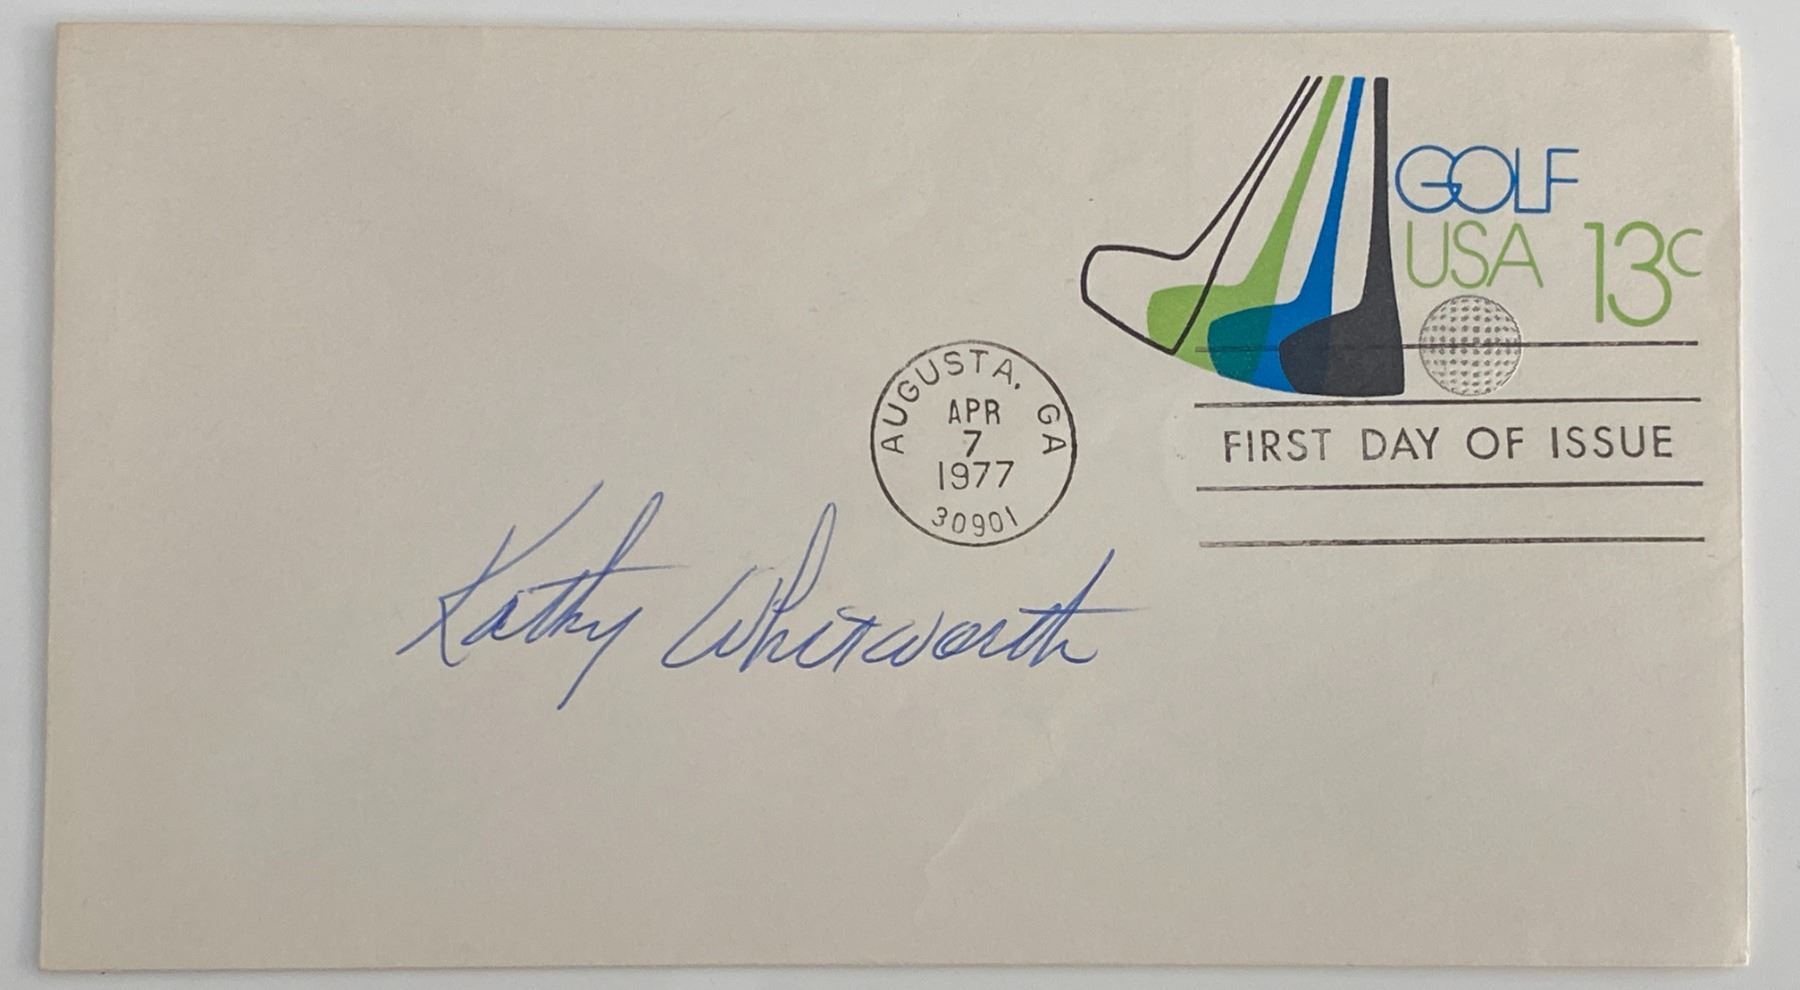 GOLF
USA 13c
AUGUSTA, GA
APR
7
1977
30901
FIRST DAY OF ISSUE
Kathy Whitworth